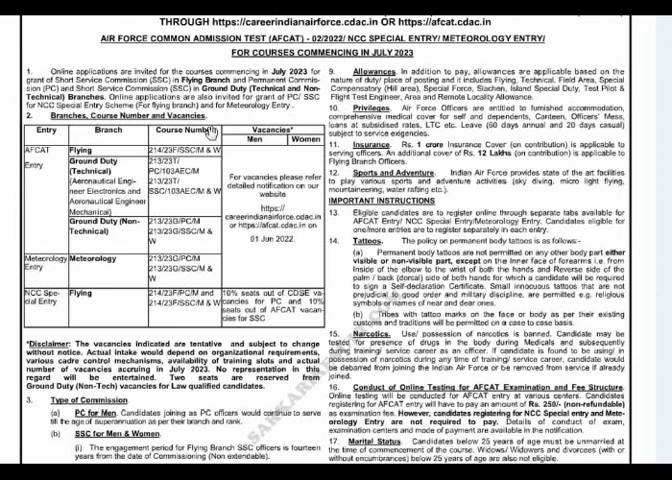 THROUGH https://careerindianairforce.cdac.in OR https://afcat.cdac.in
AIR FORCE COMMON ADMISSION TEST (AFCAT) - 02/2022/ NCC SPECIAL ENTRY/ METEOROLOGY ENTRY/
FOR COURSES COMMENCING IN JULY 2023
1. Online applications are invited for the courses commencing in July 2023 for
grant of Short Service Commission (SSC) in Flying Branch and Permanent Commis-
sion (PC) and Short Service Commission (SSC) in Ground Duty (Technical and Non-
Technical) Branches. Online applications are also invited for grant of PC/ SSC
for NCC Special Entry Scheme (For flying branch) and for Meteorology Entry.
2. Branches, Course Number and Vacancies.
Entry Branch Course Number Vacancies*
Men Women
AFCAT
Entry
Flying 214/23F/SSC/M & W
Ground Duty
(Technical)
(Aeronautical Engi-
neer Electronics and
Aeronautical Engineer
Mechanical)
213/23T/
PC/103AEC/M
213/23T/
SSC/103AEC/M & W
Ground Duty (Non-
Technical)
213/23G/PC/M
213/23G/SSC/M &
W
For vacancies please refer
detailed notification on our
website
https://
careerindianairforce.cdac.in
or https://afcat.cdac.in on
01 Jun 2022.
Meteorology
Entry
Meteorology
213/23G/PC/M
213/23G/SSC/M &
W
NCC Spe-
cial Entry
Flying
214/23F/PC/M and
214/23F/SSC/M & W
10% seats out of CDSE va-
cancies for PC and 10%
seats out of AFCAT vacan-
cies for SSC
*Disclaimer: The vacancies indicated are tentative and subject to change
without notice. Actual intake would depend on organizational requirements,
various cadre control mechanisms, availability of training slots and actual
number of vacancies accruing in July 2023. No representation in this
regard will be entertained. Two seats are reserved from
Ground Duty (Non-Tech) vacancies for Law qualified candidates.
3. Type of Commission
(a) PC for Men. Candidates joining as PC officers would continue to serve
till the age of superannuation as per their branch and rank.
(b) SSC for Men & Women.
(i) The engagement period for Flying Branch SSC officers is fourteen
years from the date of Commissioning (Non extendable).
9. Allowances. In addition to pay, allowances are applicable based on the
nature of duty/ place of posting and it includes Flying, Technical, Field Area, Special
Compensatory (Hill area), Special Force, Siachen, Island Special Duty, Test Pilot &
Flight Test Engineer, Area and Remote Locality Allowance.
10. Privileges. Air Force Officers are entitled to furnished accommodation,
comprehensive medical cover for self and dependants, Canteen, Officers' Mess,
loans at subsidised rates, LTC etc. Leave (60 days annual and 20 days casual)
subject to service exigencies.
11. Insurance. Rs. 1 crore Insurance Cover (on contribution) is applicable to
serving officers. An additional cover of Rs. 12 Lakhs (on contribution) is applicable for
Flying Branch Officers.
12. Sports and Adventure. Indian Air Force provides state of the art facilities
to play various sports and adventure activities (sky diving, micro light flying,
mountaineering, water rafting etc.).
IMPORTANT INSTRUCTIONS
13. Eligible candidates are to register online through separate tabs available for
AFCAT Entry/ NCC Special Entry/Meteorology Entry. Candidates eligible for
one/more entries are to register separately in each entry.
14. Tattoos. The policy on permanent body tattoos is as follows:-
(a) Permanent body tattoos are not permitted on any other body part either
visible or non-visible part, except on the Inner face of forearms i.e. from
Inside of the elbow to the wrist of both the hands and Reverse side of the
palm / back (dorsal) side of both hands for which a candidate will be required
to sign a Self-declaration Certificate. Small innocuous tattoos that are not
prejudicial to good order and military discipline, are permitted e.g. religious
symbols or names of near and dear ones.
(b) Tribes with tattoo marks on the face or body as per their existing
customs and traditions will be permitted on a case to case basis.
15. Narcotics. Use/ possession of narcotics is banned. Candidate may be
tested for presence of drugs in the body during Medicals and subsequently
during training/ service career as an officer. If candidate is found to be using/ in
possession of narcotics any time of training/ service career, candidate would
be debarred from joining the Indian Air Force or be removed from service if already
joined.
16. Conduct of Online Testing for AFCAT Examination and Fee Structure.
Online testing will be conducted for AFCAT entry at various centers. Candidates
registering for AFCAT entry will have to pay an amount of Rs. 250/- (non-refundable)
as examination fee. However, candidates registering for NCC Special entry and Mete-
orology Entry are not required to pay. Details of conduct of exam,
examination centers and mode of payment are available in the notification.
17. Marital Status. Candidates below 25 years of age must be unmarried at
the time of commencement of the course. Widows/ Widowers and divorcees (with or
without encumbrances) below 25 years of age are also not eligible.